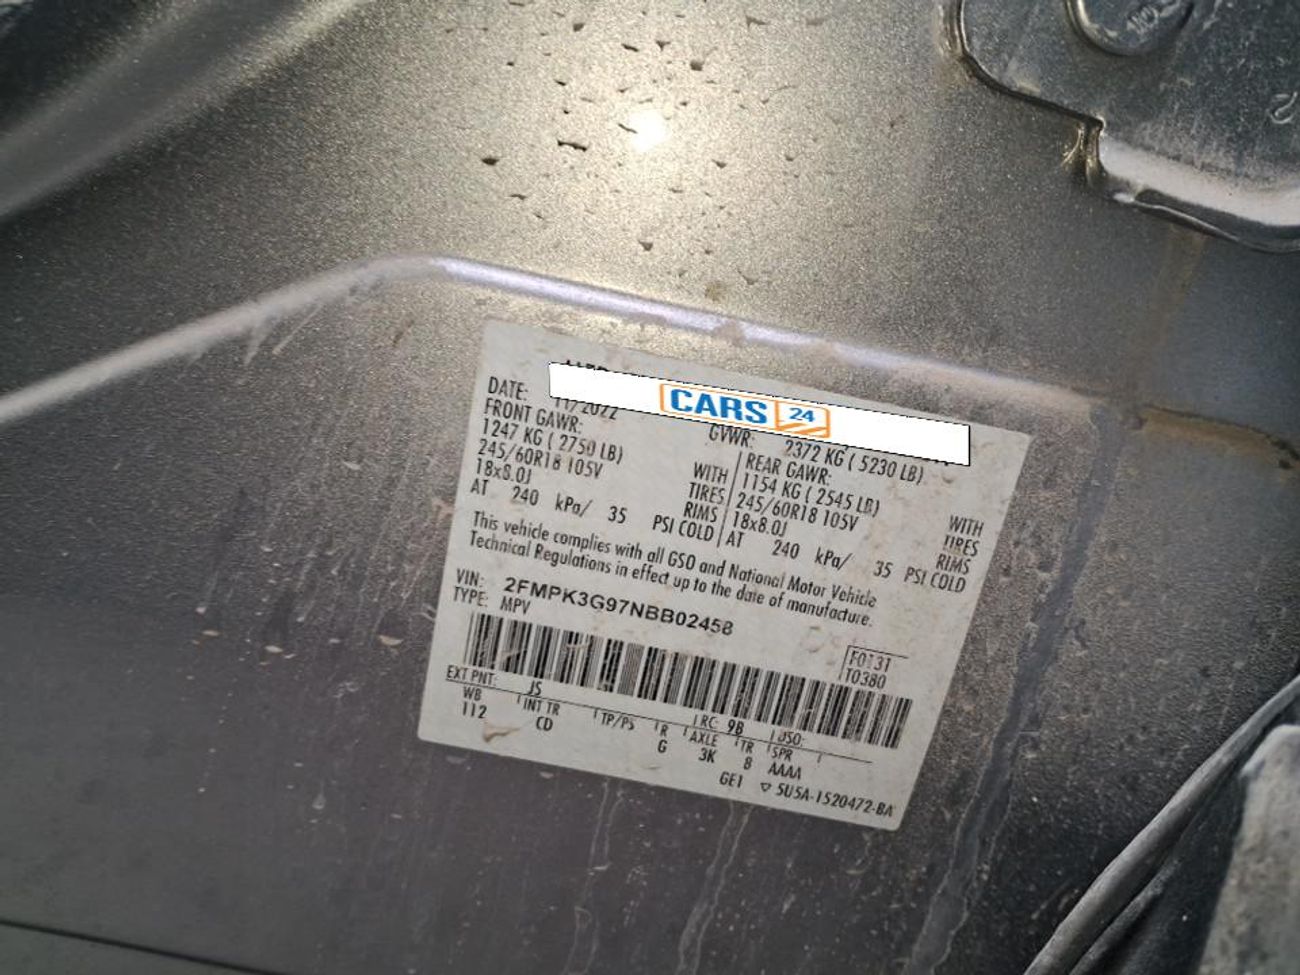 CARS 24
DATE: 11/2022 GVWR: 2372 KG ( 5230 LB)
FRONT GAWR: REAR GAWR:
1247 KG ( 2750 LB) WITH 1154 KG ( 2545 LB) WITH
245/60R18 105V TIRES 245/60R18 105V TIRES
18x8.0J RIMS 18x8.0J RIMS
AT 240 kPa/ 35 PSI COLD AT 240 kPa/ 35 PSI COLD
This vehicle complies with all GSO and National Motor Vehicle
Technical Regulations in effect up to the date of manufacture.
VIN: 2FMPK3G97NBB02458
TYPE: MPV
F0131
T0380
EXT PNT: JS RC: 9B DSO:
WB INT TR TP/PS R AXLE TR SPR
112 CD G 3K 8 AAAA
GE1 ▽ 5U5A-1520472-BA